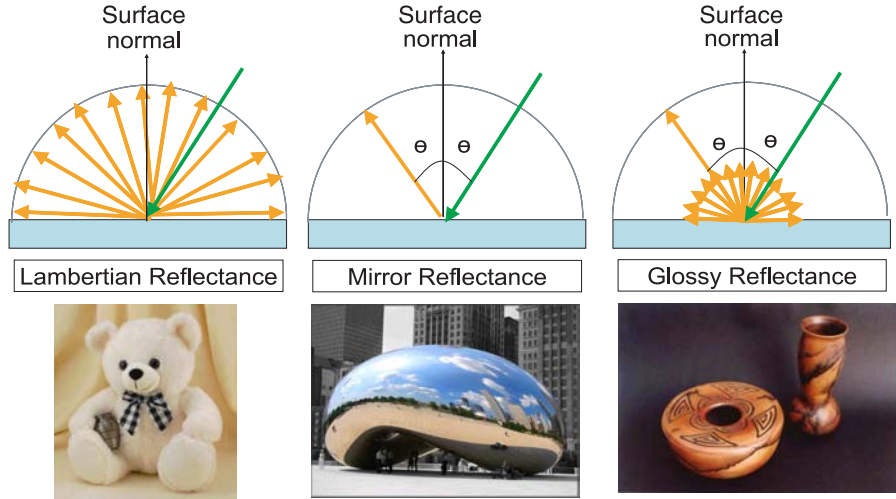 Surface
normal
Surface
normal
Surface
normal
ɵ ɵ
ɵ ɵ
Lambertian Reflectance
Mirror Reflectance
Glossy Reflectance